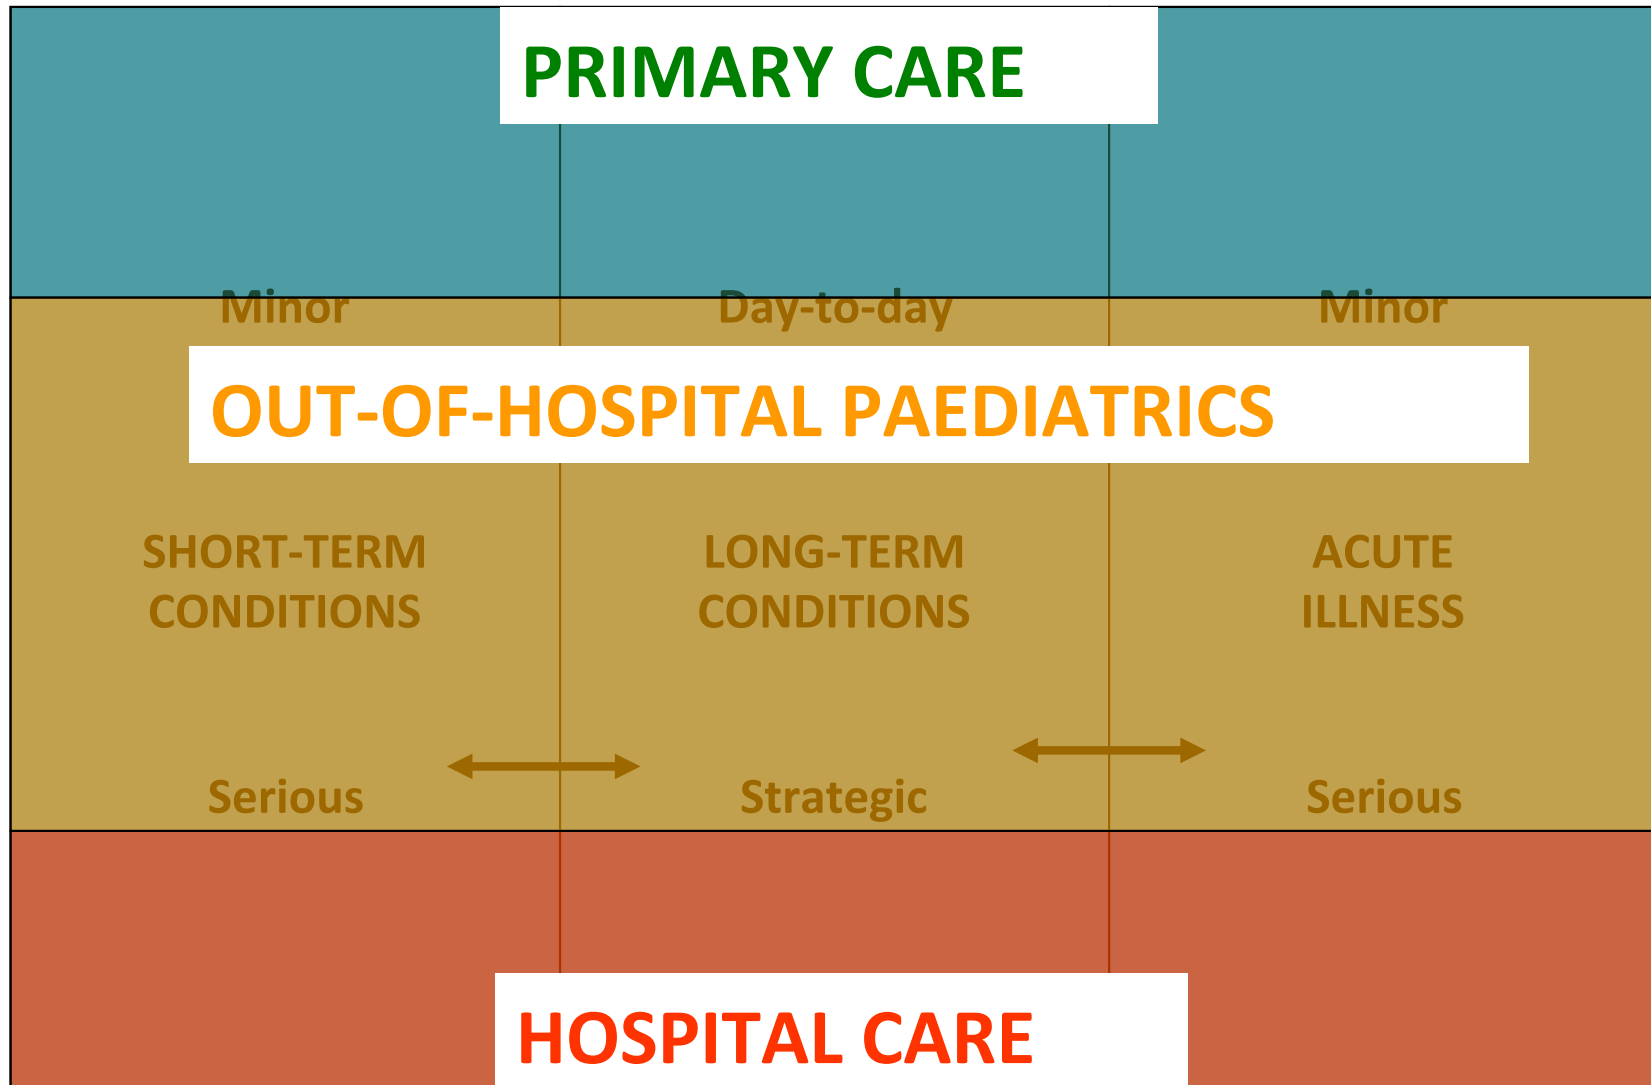 PRIMARY CARE
Minor Day-to-day Minor
OUT-OF-HOSPITAL PAEDIATRICS
SHORT-TERM LONG-TERM ACUTE
CONDITIONS CONDITIONS ILLNESS
Serious Strategic Serious
HOSPITAL CARE